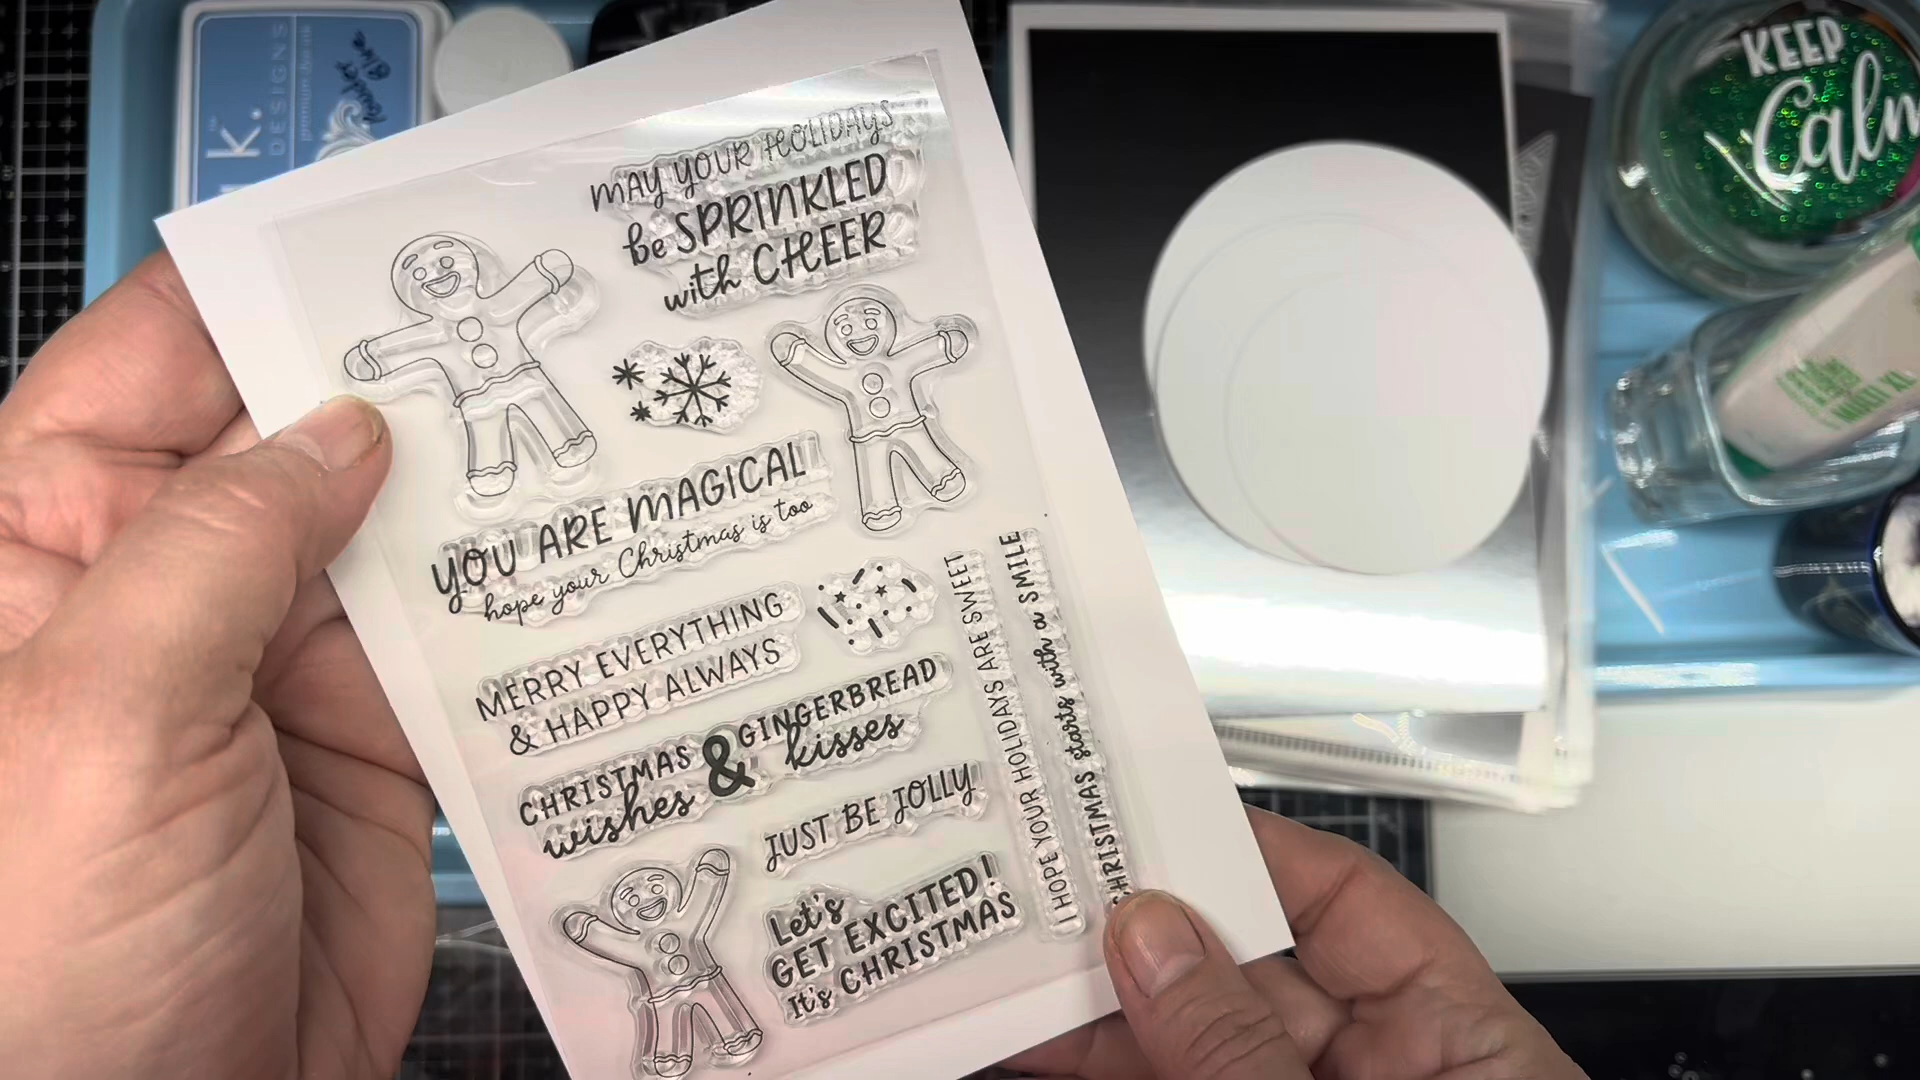 MAY YOUR HOLIDAYS
be SPRINKLED
with CHEER
YOU ARE MAGICAL
hope your Christmas is too
MERRY EVERYTHING
& HAPPY ALWAYS
CHRISTMAS
wishes
&
GINGERBREAD
kisses
JUST BE JOLLY
Let's
GET EXCITED!
It's CHRISTMAS
I HOPE YOUR HOLIDAYS ARE SWEET
CHRISTMAS starts with a SMILE
k.
DESIGNS
KEEP
Calm
MULTI XL